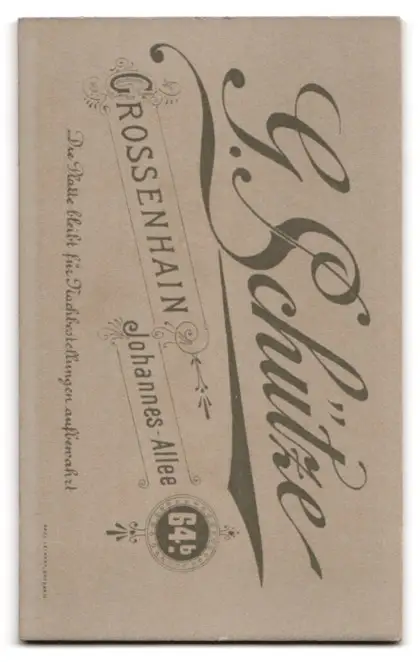 G. Schütze
GROSSENHAIN
Johannes-Allee
64b.
Die Platte bleibt für Nachbestellungen aufbewahrt